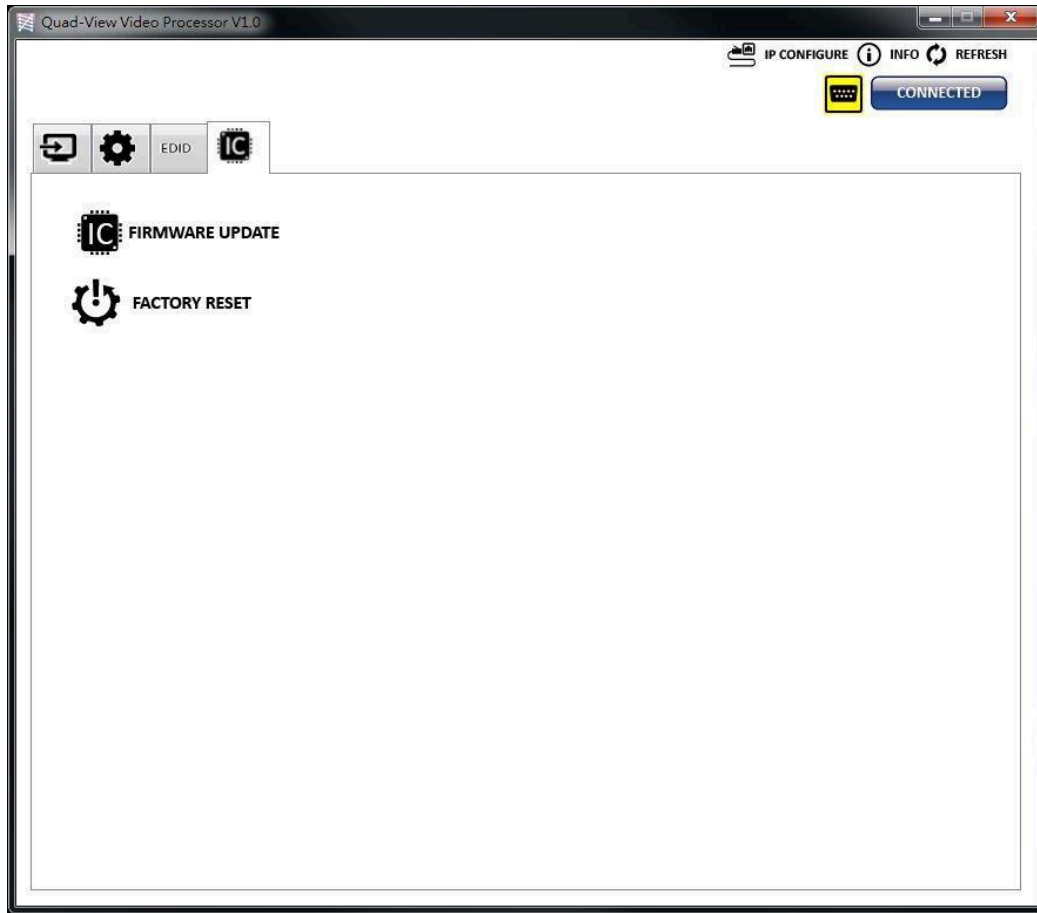 Quad-View Video Processor V1.0
IP CONFIGURE INFO REFRESH
CONNECTED
EDID IC
IC FIRMWARE UPDATE
FACTORY RESET